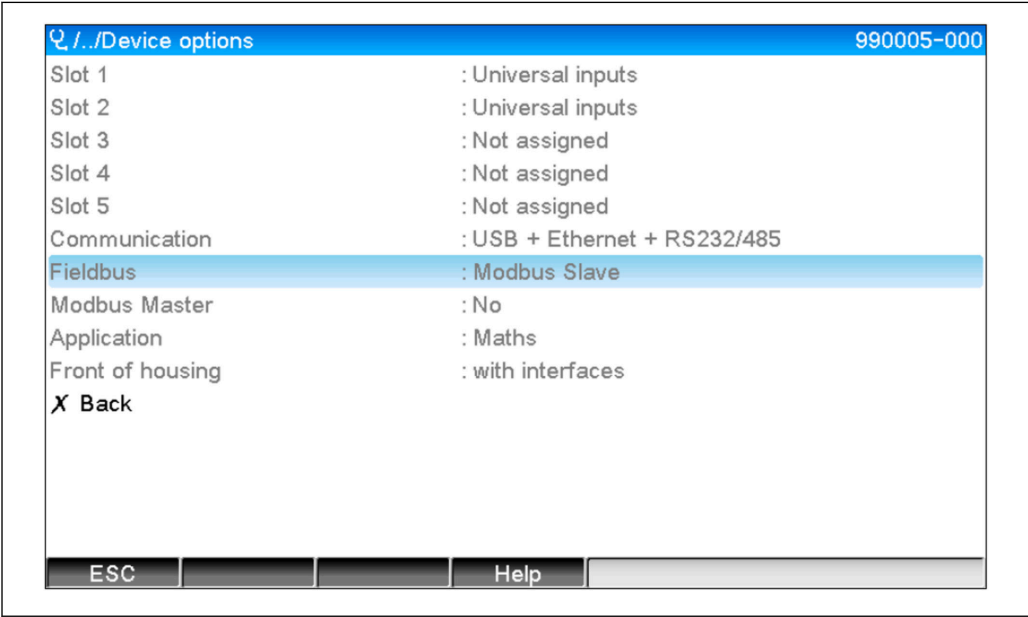 /../Device options 990005-000
Slot 1 : Universal inputs
Slot 2 : Universal inputs
Slot 3 : Not assigned
Slot 4 : Not assigned
Slot 5 : Not assigned
Communication : USB + Ethernet + RS232/485
Fieldbus : Modbus Slave
Modbus Master : No
Application : Maths
Front of housing : with interfaces
X Back
ESC Help